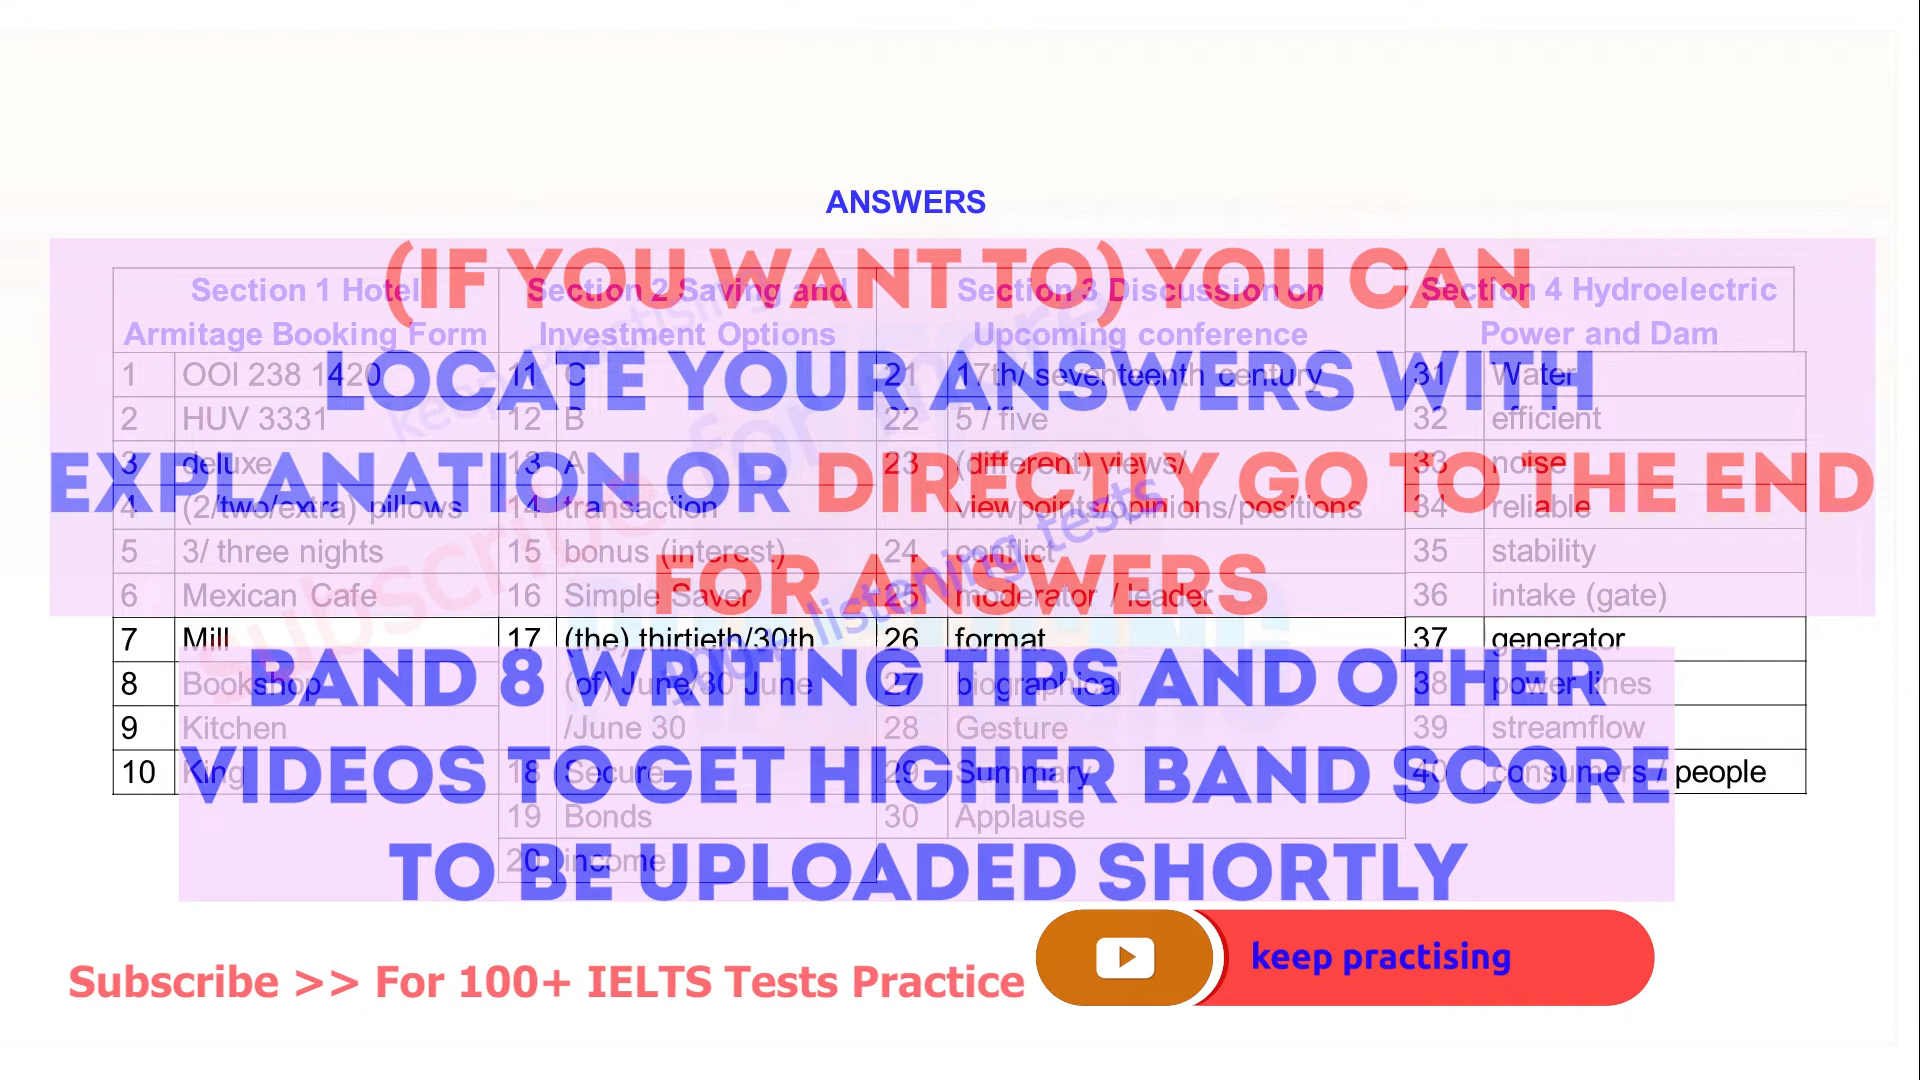 ANSWERS
(IF YOU WANT TO) YOU CAN
LOCATE YOUR ANSWERS WITH
EXPLANATION OR DIRECTLY GO TO THE END
FOR ANSWERS
BAND 8 WRITING TIPS AND OTHER
VIDEOS TO GET HIGHER BAND SCORE
TO BE UPLOADED SHORTLY
Section 1 Hotel
Armitage Booking Form
1 OOI 238 1420
2 HUV 3331
3 deluxe
4 (2/two/extra) pillows
5 3/ three nights
6 Mexican Cafe
7 Mill
8 Bookshop
9 Kitchen
10 King
Section 2 Saving and
Investment Options
11 C
12 B
13 A
14 transaction
15 bonus (interest)
16 Simple Saver
17 (the) thirtieth/30th
(of) June/30 June
/June 30
18 Secure
19 Bonds
20 income
Section 3 Discussion on
Upcoming conference
21 17th/ seventeenth century
22 5 / five
23 (different) views/
viewpoints/opinions/positions
24 conflict
25 moderator / leader
26 format
27 biographical
28 Gesture
29 Summary
30 Applause
Section 4 Hydroelectric
Power and Dam
31 Water
32 efficient
33 noise
34 reliable
35 stability
36 intake (gate)
37 generator
38 power lines
39 streamflow
40 consumers / people
subscribe
for more
keep practising
100+ listening tests
Subscribe >> For 100+ IELTS Tests Practice
keep practising